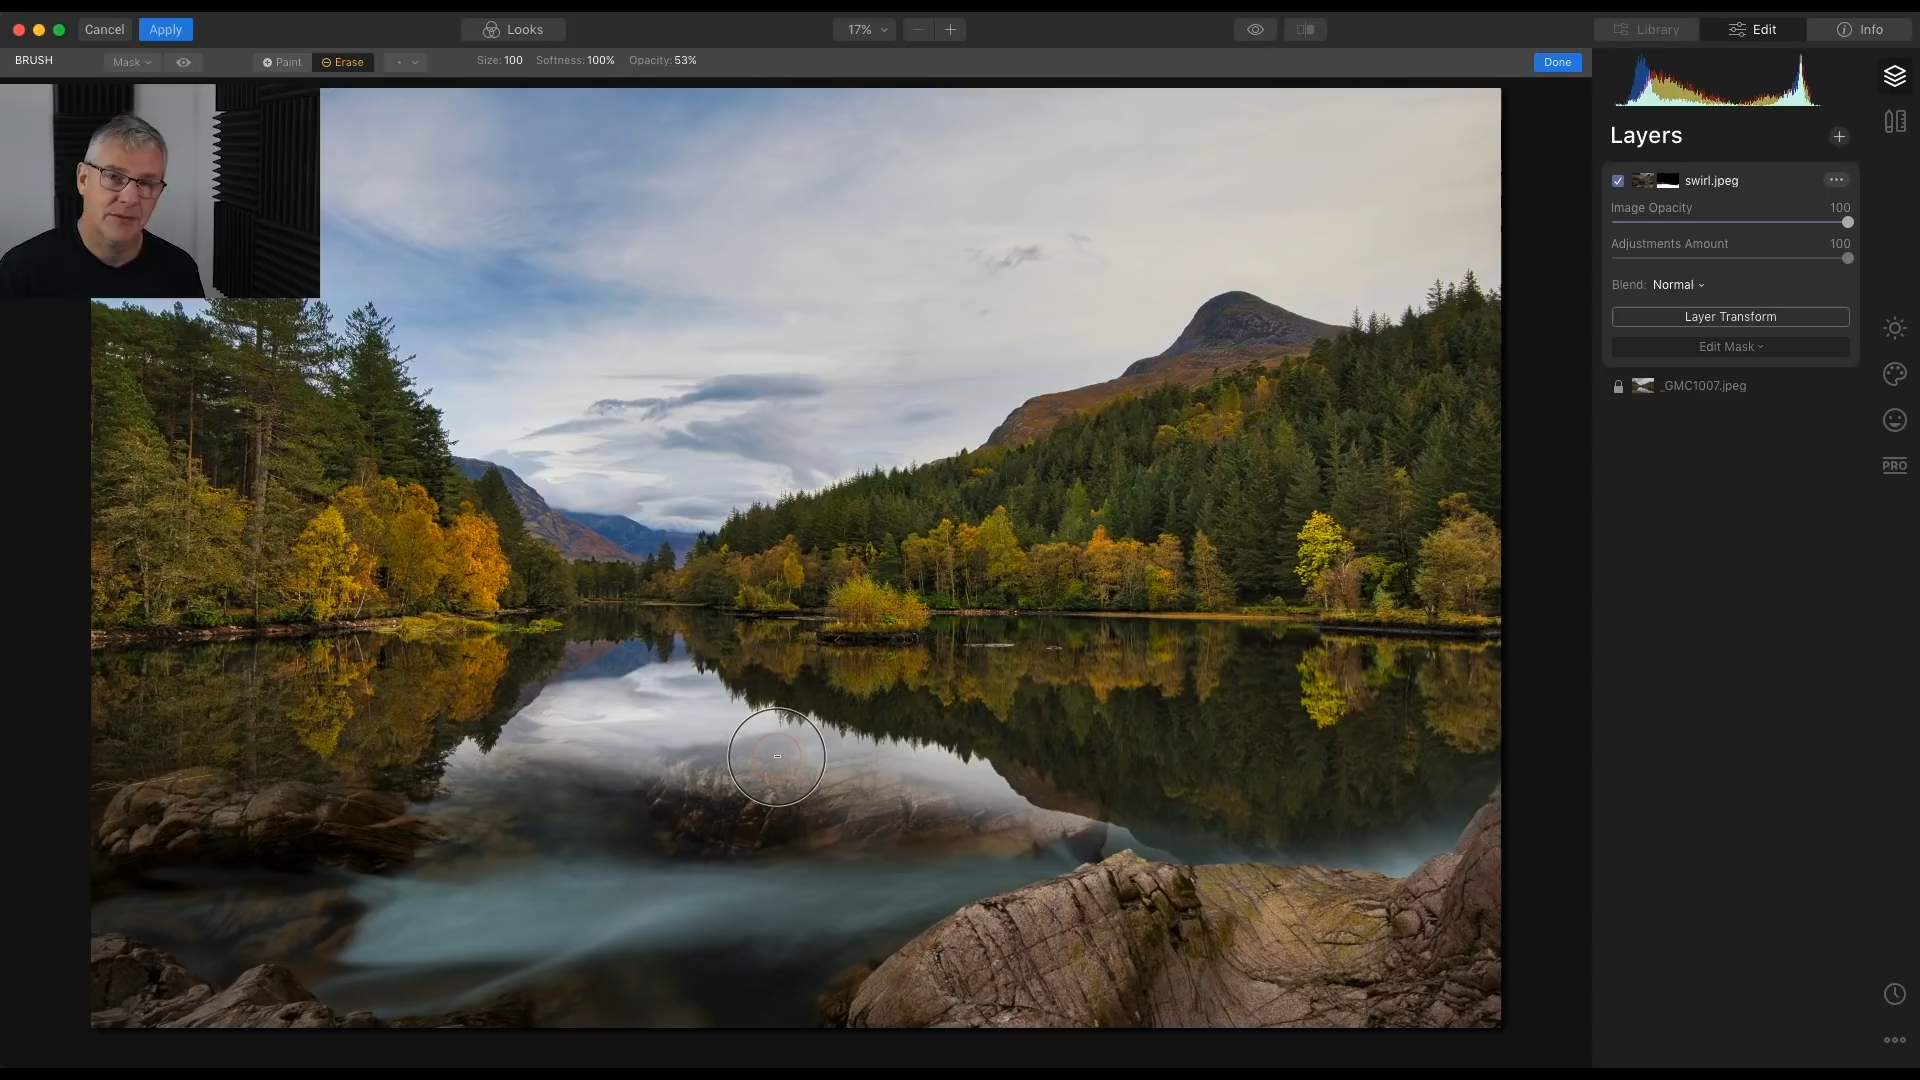 Cancel Apply Looks 17% Library Edit Info
BRUSH Mask Paint Erase Size: 100 Softness: 100% Opacity: 53% Done
Layers
swirl.jpeg
Image Opacity 100
Adjustments Amount 100
Blend: Normal
Layer Transform
Edit Mask
_GMC1007.jpeg
PRO